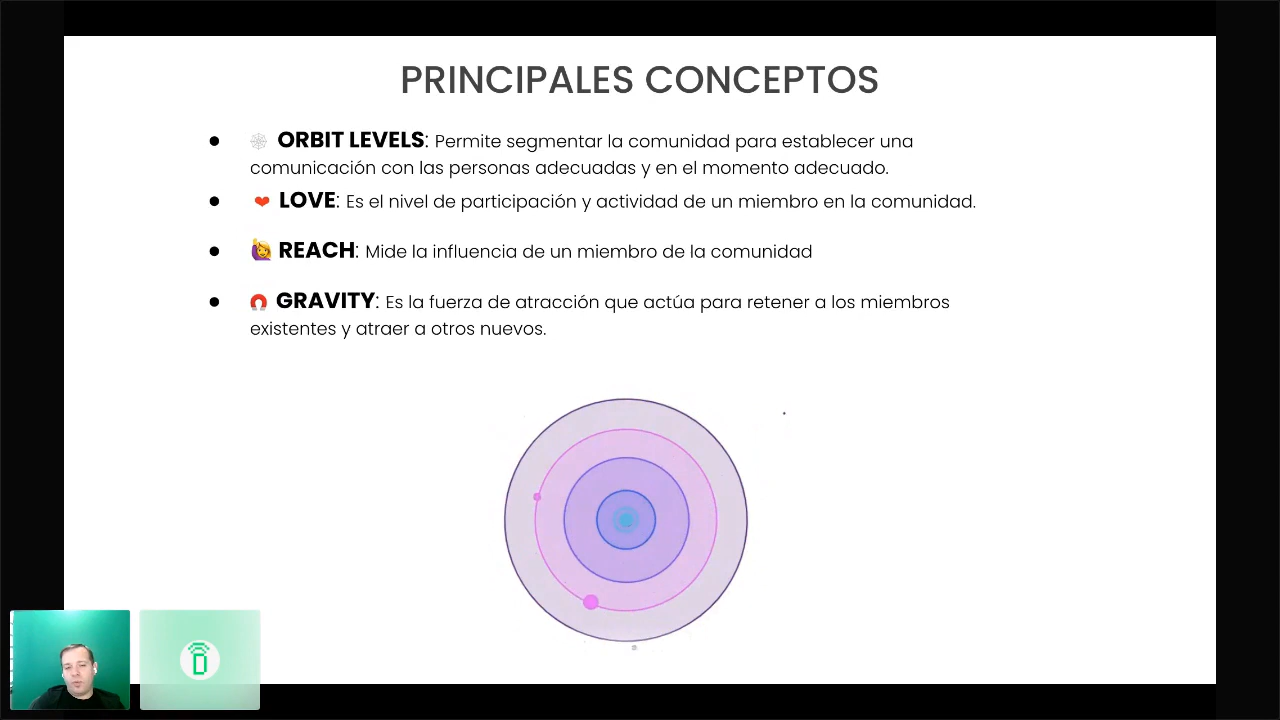 PRINCIPALES CONCEPTOS
● 🕸 ORBIT LEVELS: Permite segmentar la comunidad para establecer una
comunicación con las personas adecuadas y en el momento adecuado.
● ❤ LOVE: Es el nivel de participación y actividad de un miembro en la comunidad.
● 🙋 REACH: Mide la influencia de un miembro de la comunidad
● 🧲 GRAVITY: Es la fuerza de atracción que actúa para retener a los miembros
existentes y atraer a otros nuevos.